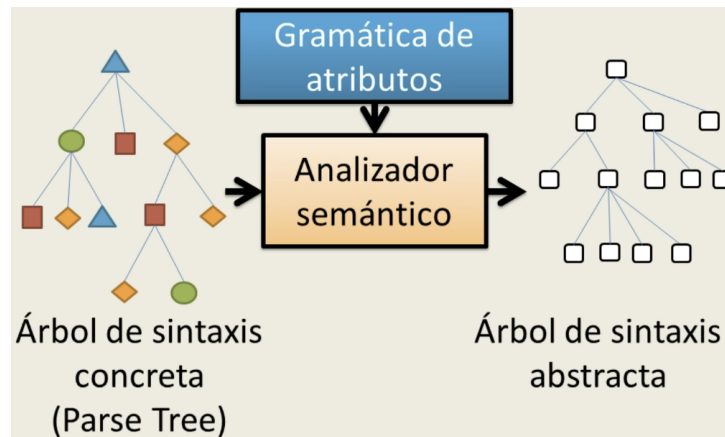 Gramática de
atributos
Analizador
semántico
Árbol de sintaxis
concreta
(Parse Tree)
Árbol de sintaxis
abstracta